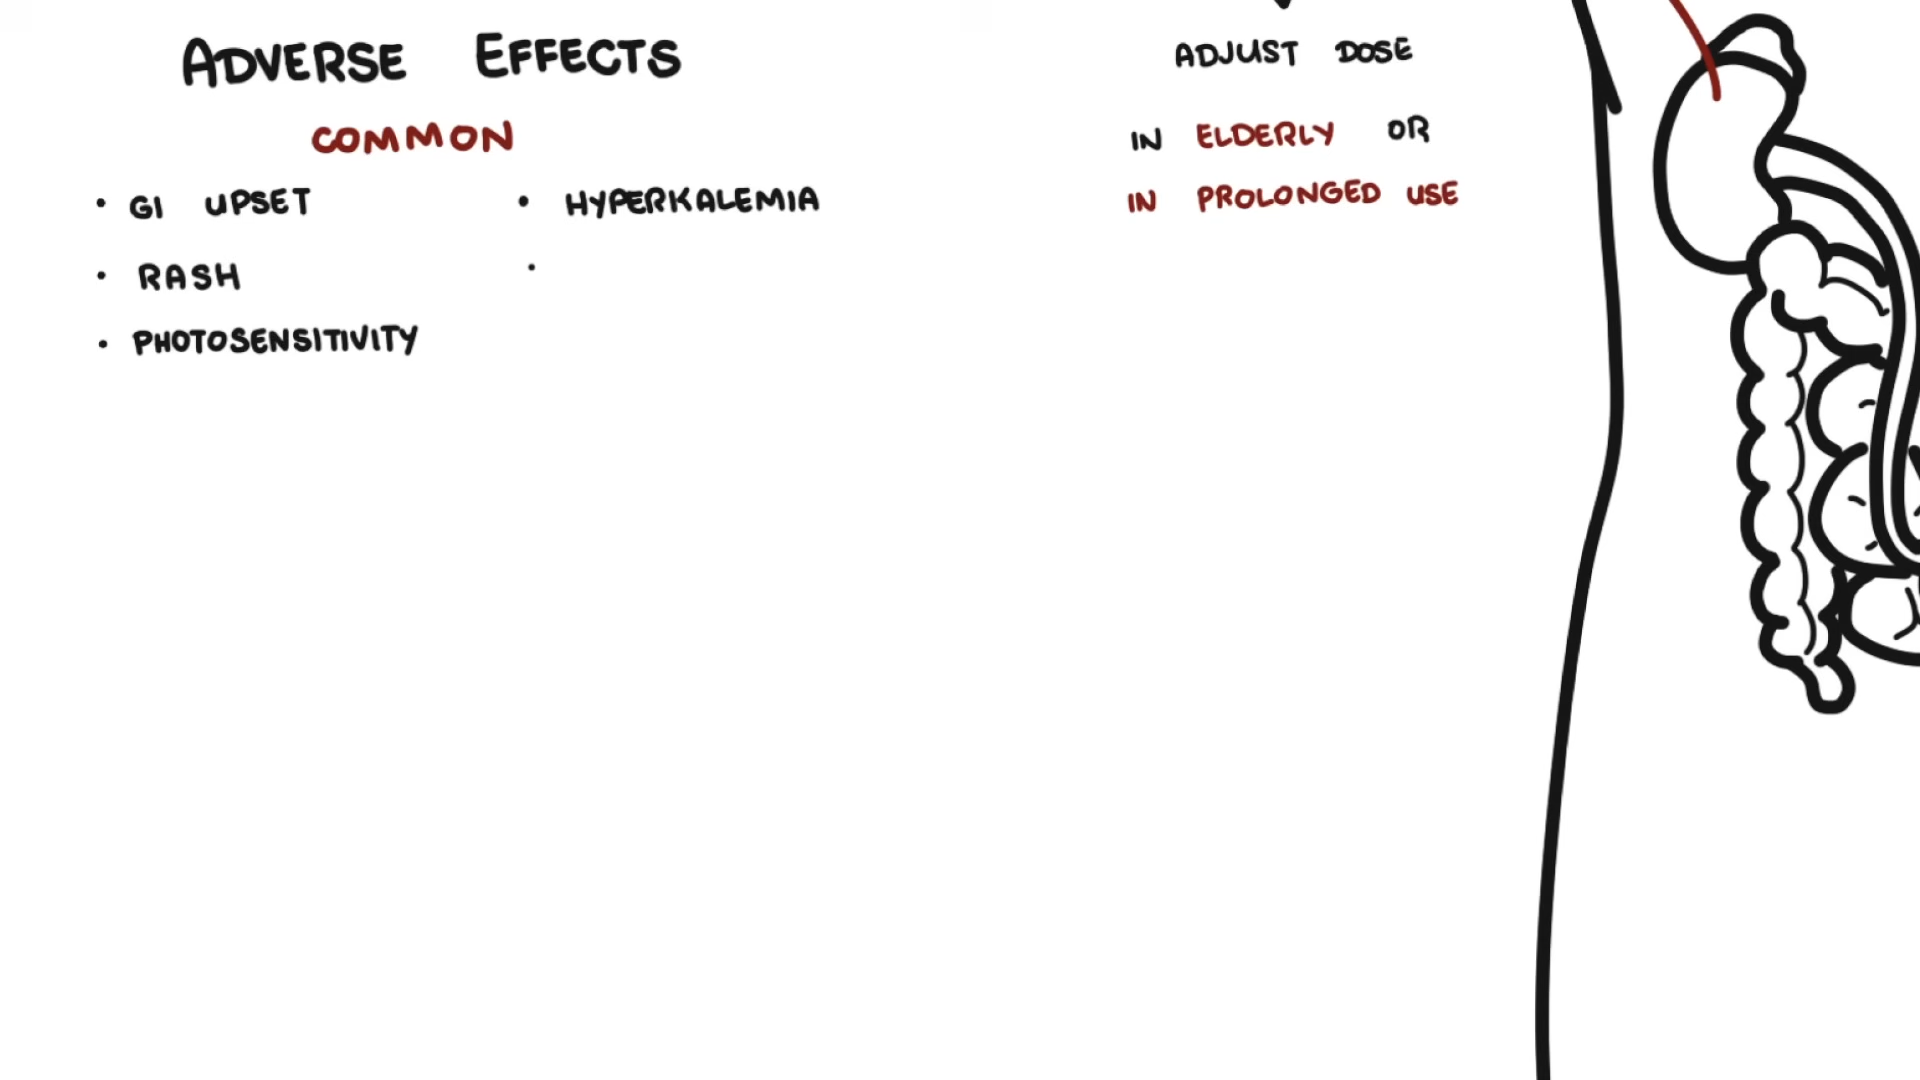 ADVERSE EFFECTS
COMMON
• GI UPSET
• RASH
• PHOTOSENSITIVITY
• HYPERKALEMIA
•
ADJUST DOSE
IN ELDERLY OR
IN PROLONGED USE